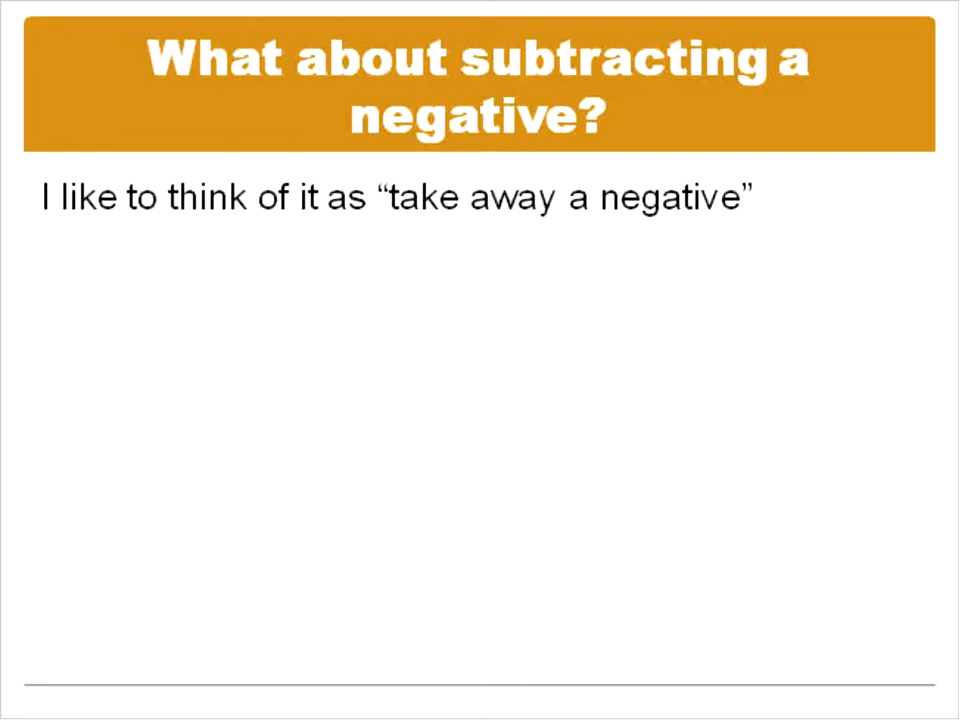 What about subtracting a
negative?
I like to think of it as “take away a negative”